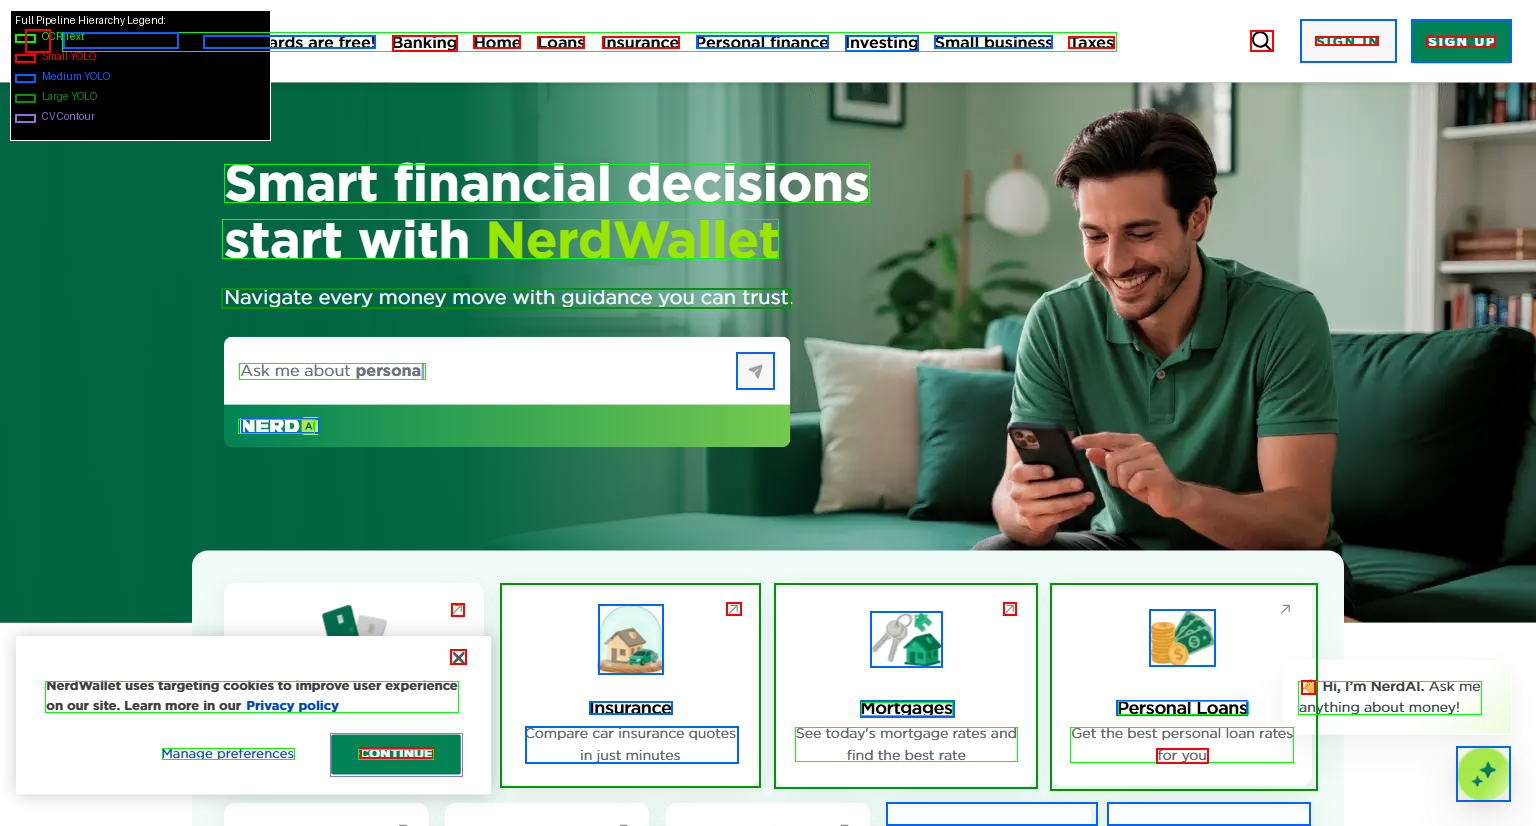 Full Pipeline Hierarchy Legend:
OCR Text
Small YOLO
Medium YOLO
Large YOLO
CV Contour
ards are free!
Banking
Home
Loans
Insurance
Personal finance
Investing
Small business
Taxes
SIGN IN
SIGN UP
Smart financial decisions
start with NerdWallet
Navigate every money move with guidance you can trust.
Ask me about persona
NERD AI
NerdWallet uses targeting cookies to improve user experience
on our site. Learn more in our Privacy policy
Manage preferences
CONTINUE
Insurance
Compare car insurance quotes
in just minutes
Mortgages
See today's mortgage rates and
find the best rate
Personal Loans
Get the best personal loan rates
for you
👋 Hi, I'm NerdAI. Ask me
anything about money!